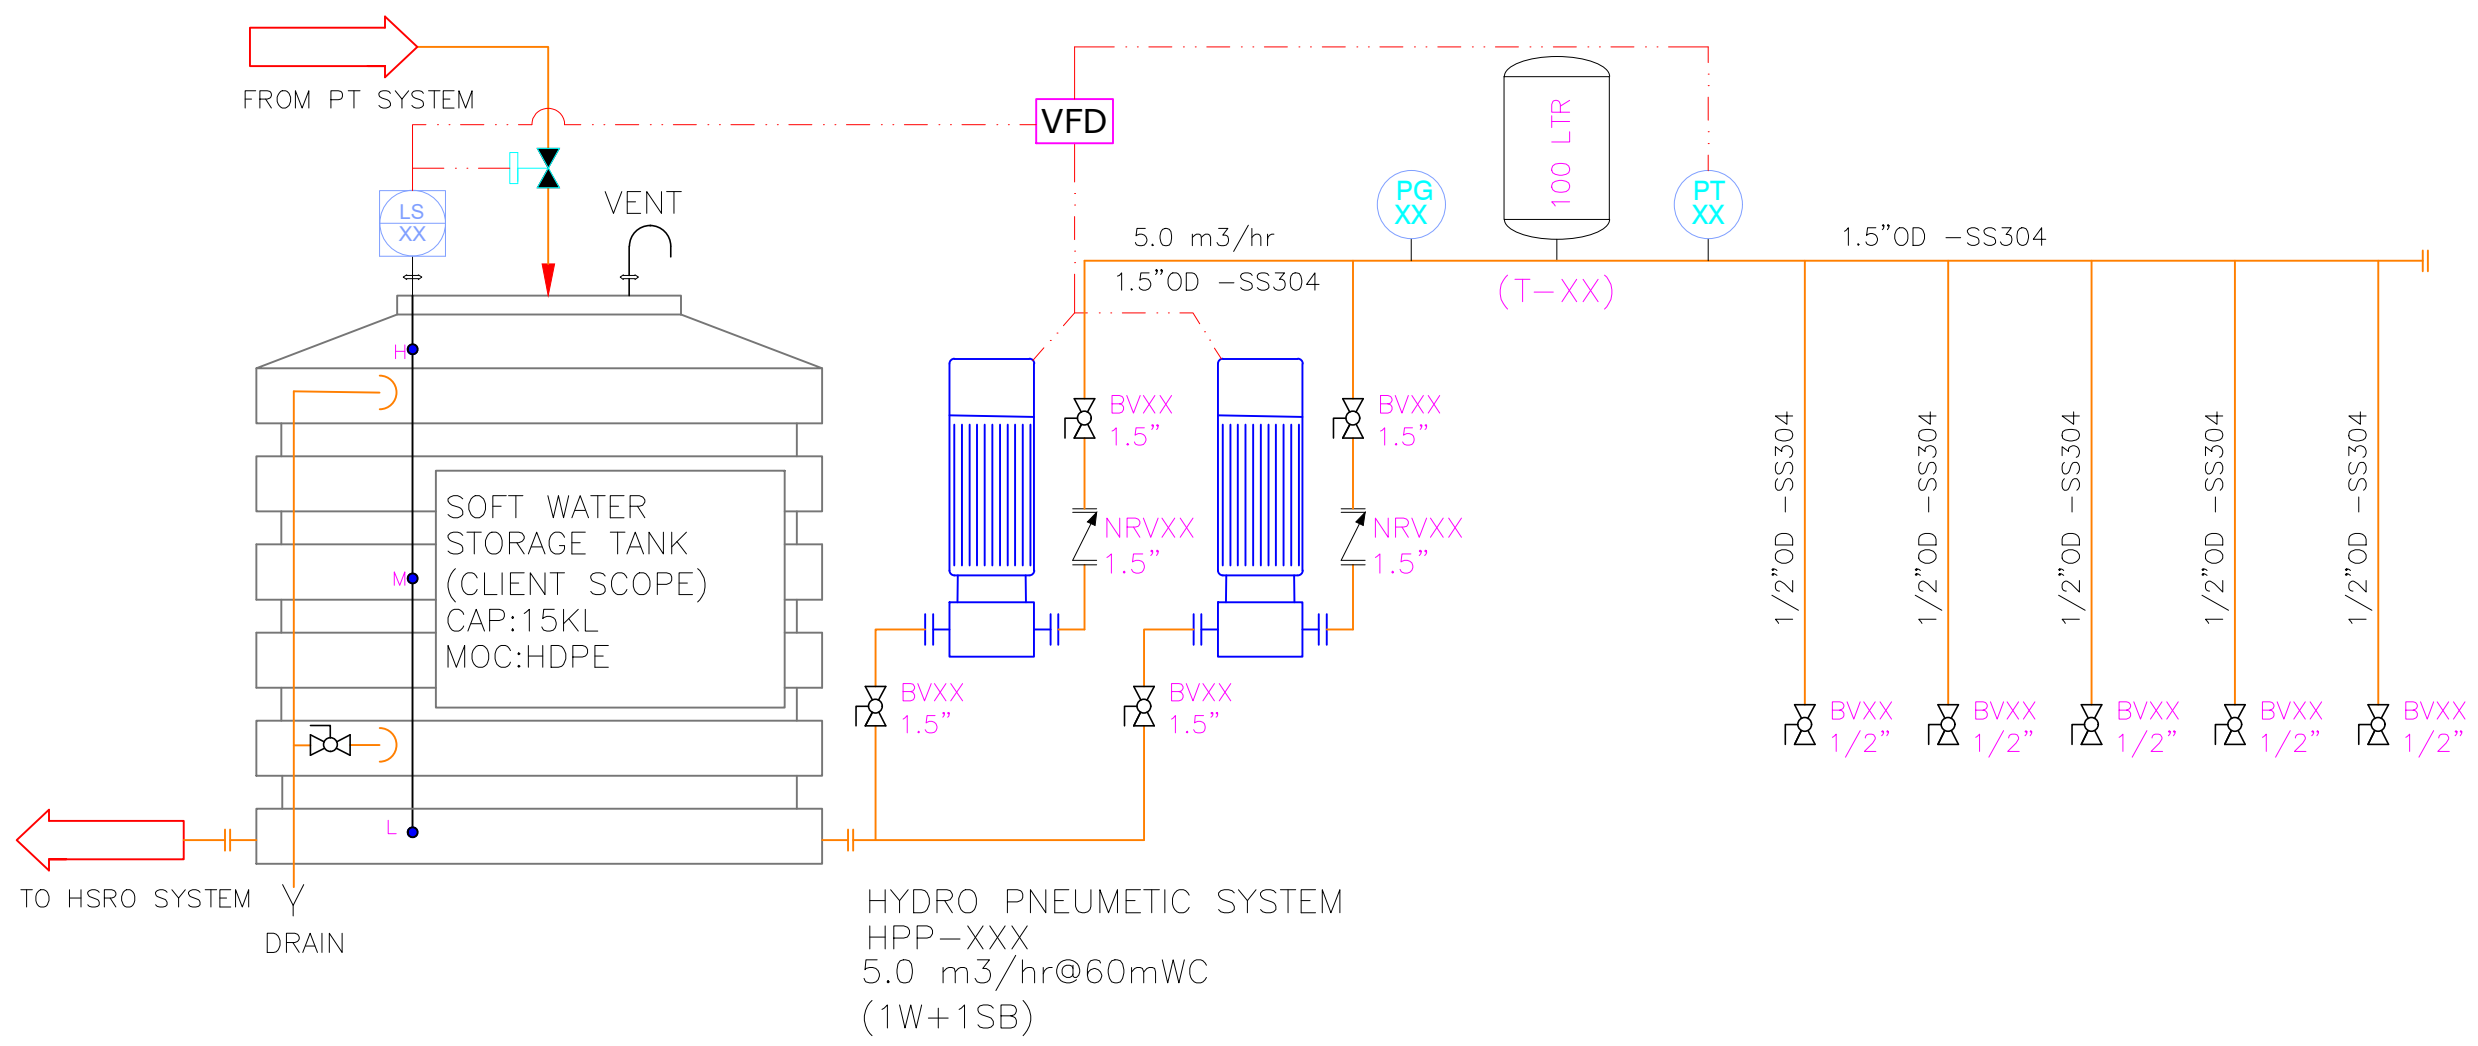 FROM PT SYSTEM
VFD
LS
XX
VENT
100 LTR
PG
XX
PT
XX
5.0 m3/hr
1.5”OD -SS304
1.5”OD -SS304
(T-XX)
H
M
L
SOFT WATER
STORAGE TANK
(CLIENT SCOPE)
CAP:15KL
MOC:HDPE
BVXX
1.5”
BVXX
1.5”
NRVXX
1.5”
NRVXX
1.5”
BVXX
1.5”
BVXX
1.5”
1/2”OD -SS304
1/2”OD -SS304
1/2”OD -SS304
1/2”OD -SS304
1/2”OD -SS304
BVXX
1/2”
BVXX
1/2”
BVXX
1/2”
BVXX
1/2”
BVXX
1/2”
TO HSRO SYSTEM
DRAIN
HYDRO PNEUMETIC SYSTEM
HPP-XXX
5.0 m3/hr@60mWC
(1W+1SB)